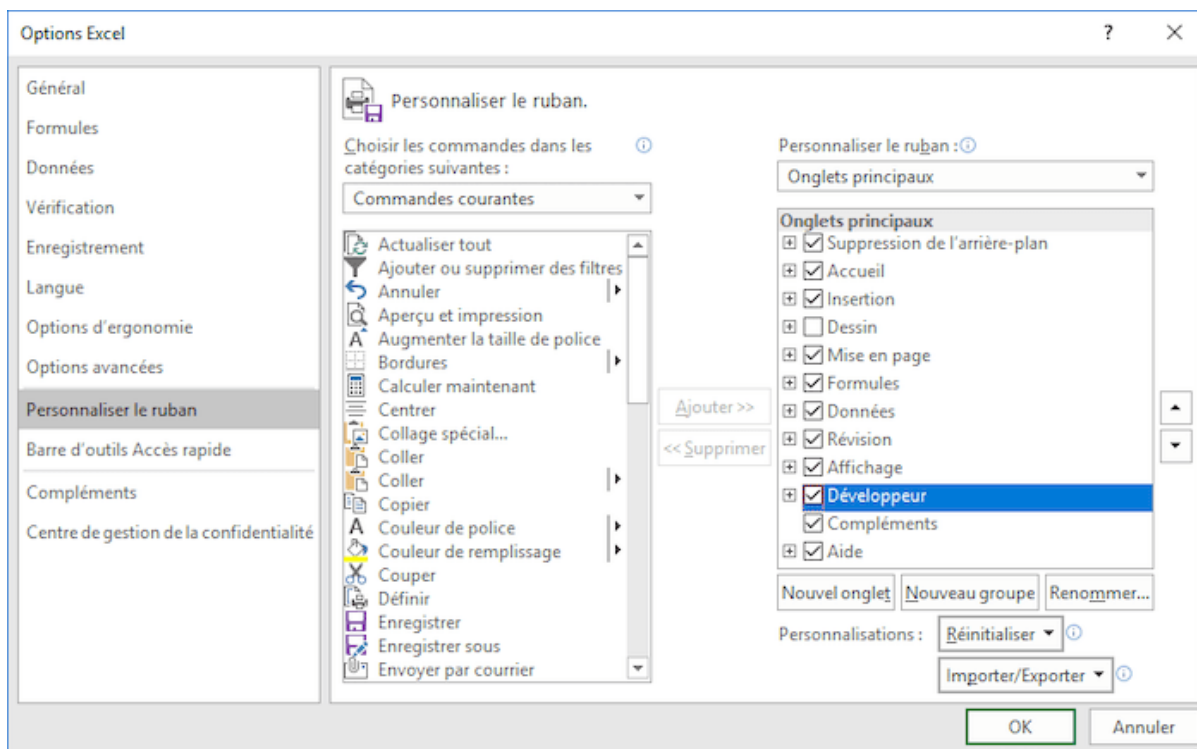 Options Excel
?
Général
Formules
Données
Vérification
Enregistrement
Langue
Options d'ergonomie
Options avancées
Personnaliser le ruban
Barre d'outils Accès rapide
Compléments
Centre de gestion de la confidentialité
Personnaliser le ruban.
Choisir les commandes dans les
catégories suivantes :
Commandes courantes
Actualiser tout
Ajouter ou supprimer des filtres
Annuler
Aperçu et impression
Augmenter la taille de police
Bordures
Calculer maintenant
Centrer
Collage spécial...
Coller
Coller
Copier
Couleur de police
Couleur de remplissage
Couper
Définir
Enregistrer
Enregistrer sous
Envoyer par courrier
Ajouter >>
<< Supprimer
Personnaliser le ruban :
Onglets principaux
Onglets principaux
Suppression de l'arrière-plan
Accueil
Insertion
Dessin
Mise en page
Formules
Données
Révision
Affichage
Développeur
Compléments
Aide
Nouvel onglet Nouveau groupe Renommer...
Personnalisations : Réinitialiser
Importer/Exporter
OK Annuler